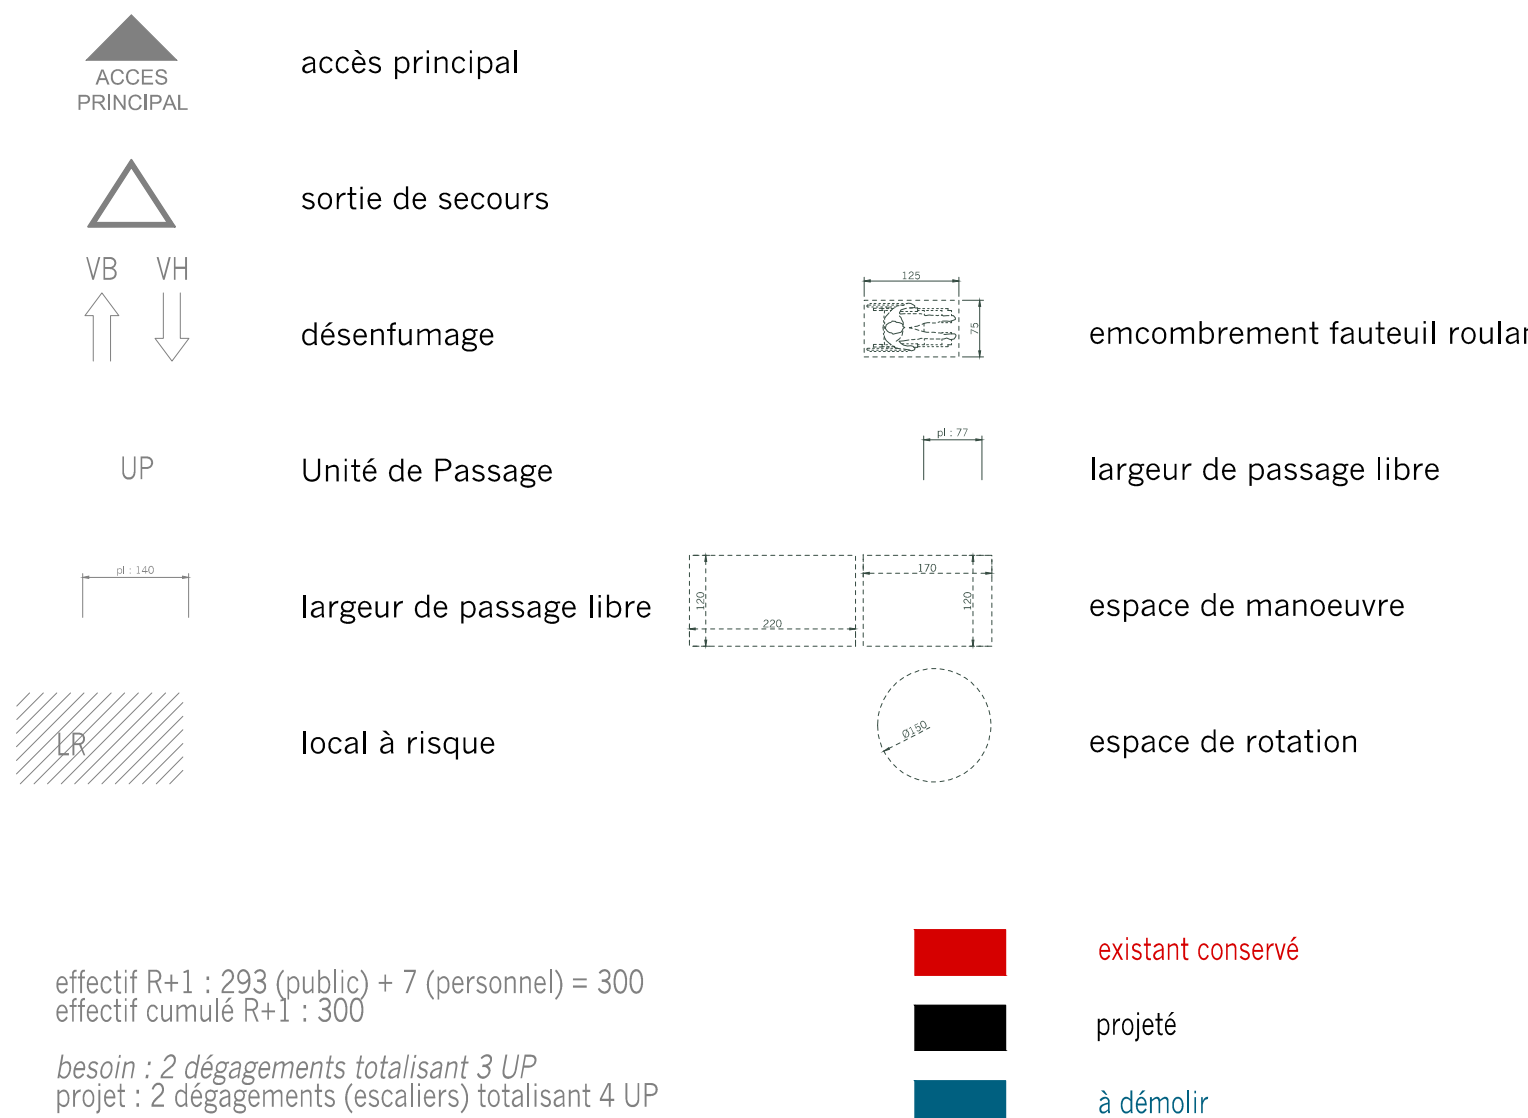 ACCES
PRINCIPAL
accès principal
sortie de secours
VB VH
désenfumage
125
75
emcombrement fauteuil roulan
UP
Unité de Passage
pl : 77
largeur de passage libre
pl : 140
largeur de passage libre
120
220
170
120
espace de manoeuvre
LR
local à risque
Ø150
espace de rotation
effectif R+1 : 293 (public) + 7 (personnel) = 300
effectif cumulé R+1 : 300
besoin : 2 dégagements totalisant 3 UP
projet : 2 dégagements (escaliers) totalisant 4 UP
existant conservé
projeté
à démolir